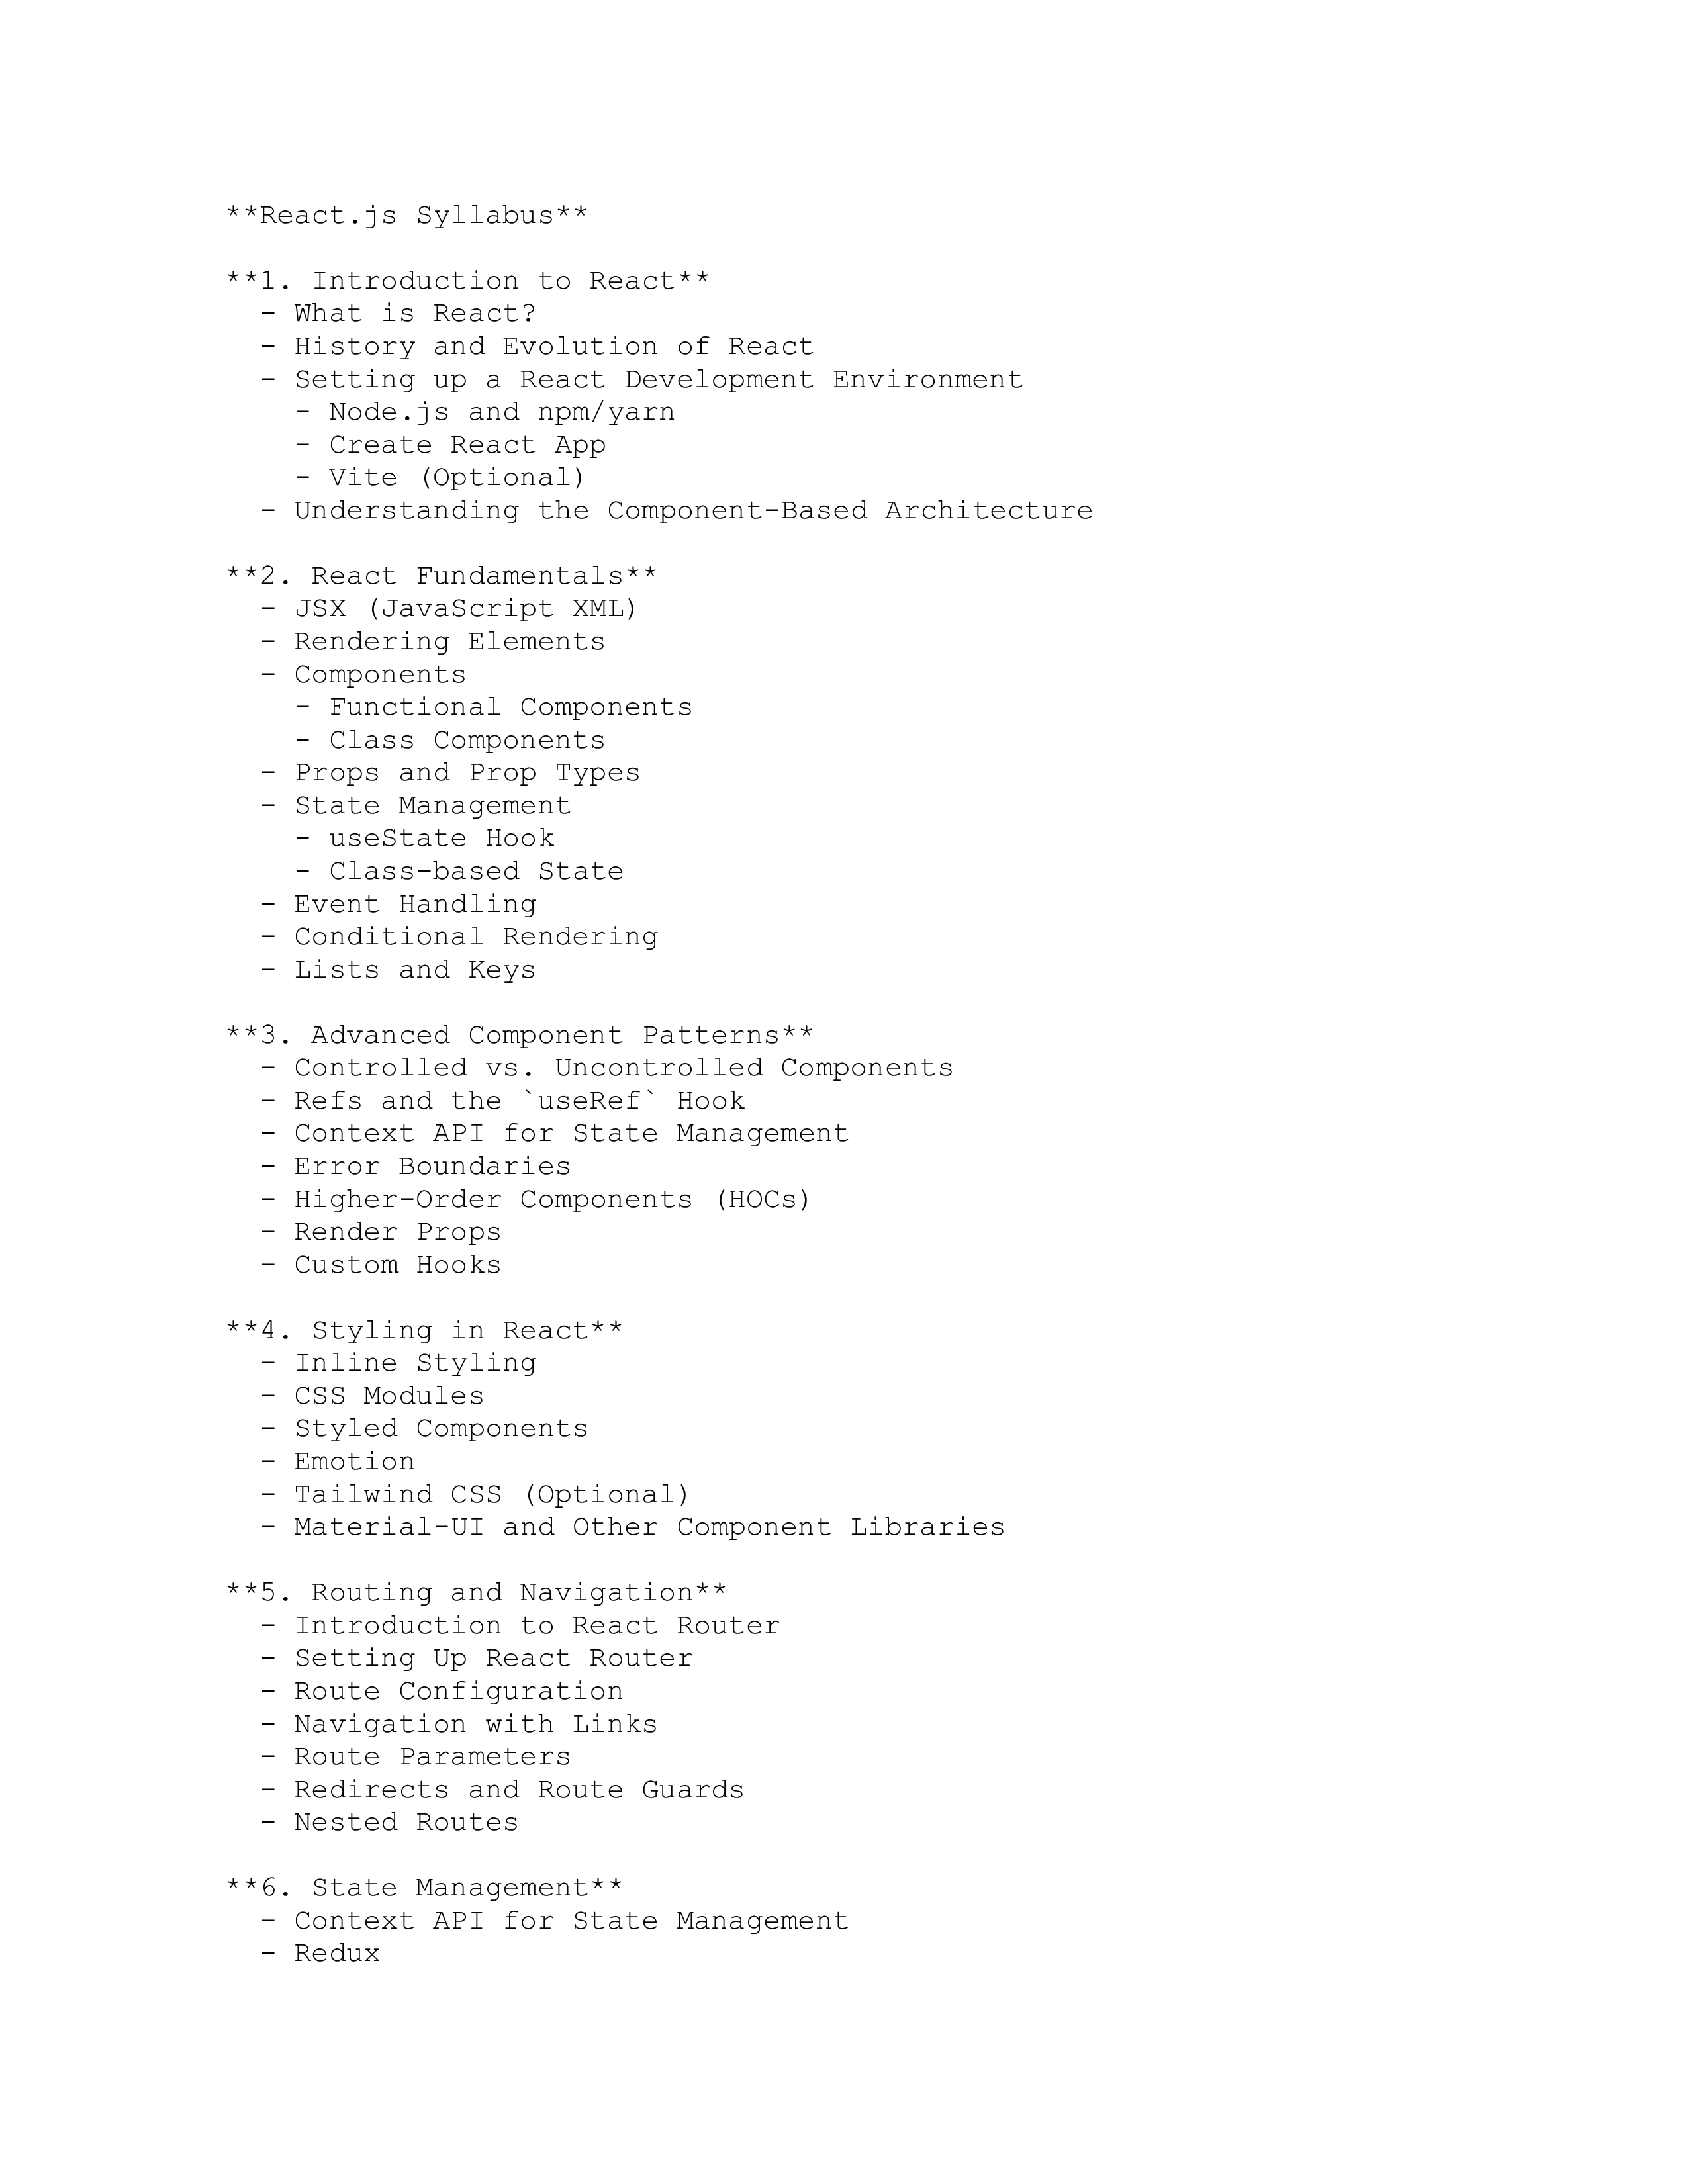 **React.js Syllabus**

**1. Introduction to React**
  - What is React?
  - History and Evolution of React
  - Setting up a React Development Environment
    - Node.js and npm/yarn
    - Create React App
    - Vite (Optional)
  - Understanding the Component-Based Architecture

**2. React Fundamentals**
  - JSX (JavaScript XML)
  - Rendering Elements
  - Components
    - Functional Components
    - Class Components
  - Props and Prop Types
  - State Management
    - useState Hook
    - Class-based State
  - Event Handling
  - Conditional Rendering
  - Lists and Keys

**3. Advanced Component Patterns**
  - Controlled vs. Uncontrolled Components
  - Refs and the `useRef` Hook
  - Context API for State Management
  - Error Boundaries
  - Higher-Order Components (HOCs)
  - Render Props
  - Custom Hooks

**4. Styling in React**
  - Inline Styling
  - CSS Modules
  - Styled Components
  - Emotion
  - Tailwind CSS (Optional)
  - Material-UI and Other Component Libraries

**5. Routing and Navigation**
  - Introduction to React Router
  - Setting Up React Router
  - Route Configuration
  - Navigation with Links
  - Route Parameters
  - Redirects and Route Guards
  - Nested Routes

**6. State Management**
  - Context API for State Management
  - Redux